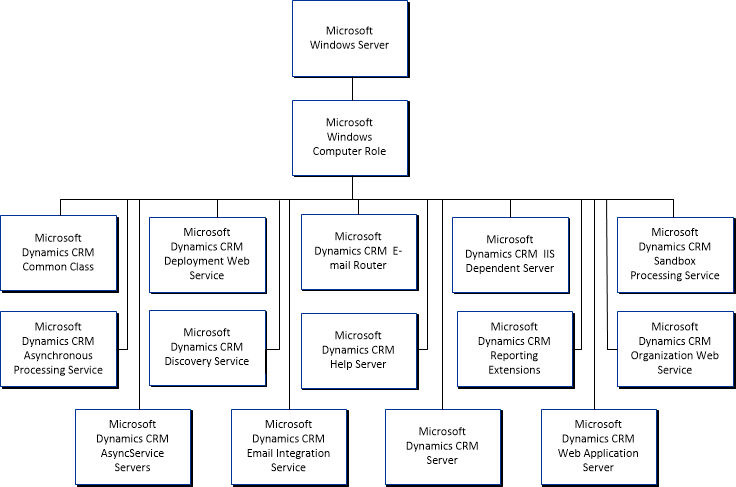 Microsoft
Windows Server
Microsoft
Windows
Computer Role
Microsoft
Dynamics CRM
Common Class
Microsoft
Dynamics CRM
Deployment Web
Service
Microsoft
Dynamics CRM E-
mail Router
Microsoft
Dynamics CRM IIS
Dependent Server
Microsoft
Dynamics CRM
Sandbox
Processing Service
Microsoft
Dynamics CRM
Asynchronous
Processing Service
Microsoft
Dynamics CRM
Discovery Service
Microsoft
Dynamics CRM
Help Server
Microsoft
Dynamics CRM
Reporting
Extensions
Microsoft
Dynamics CRM
Organization Web
Service
Microsoft
Dynamics CRM
AsyncService
Servers
Microsoft
Dynamics CRM
Email Integration
Service
Microsoft
Dynamics CRM
Server
Microsoft
Dynamics CRM
Web Application
Server